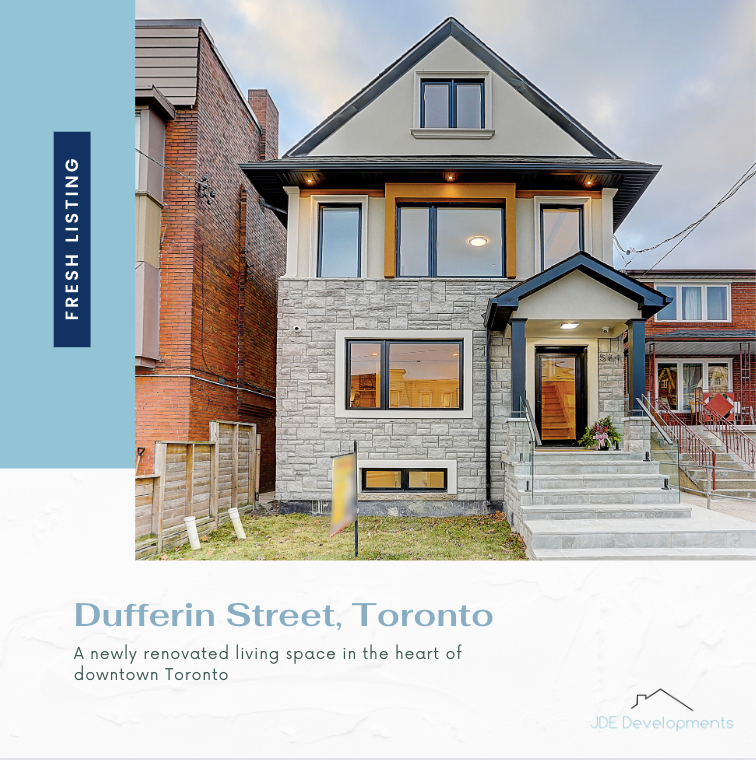 FRESH LISTING
Dufferin Street, Toronto
A newly renovated living space in the heart of
downtown Toronto
JDE Developments